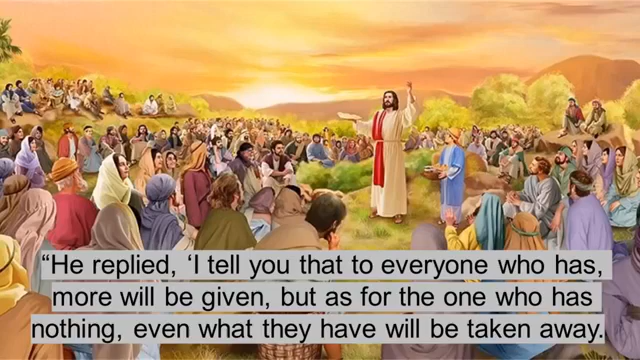 “He replied, ‘I tell you that to everyone who has,
more will be given, but as for the one who has
nothing, even what they have will be taken away.